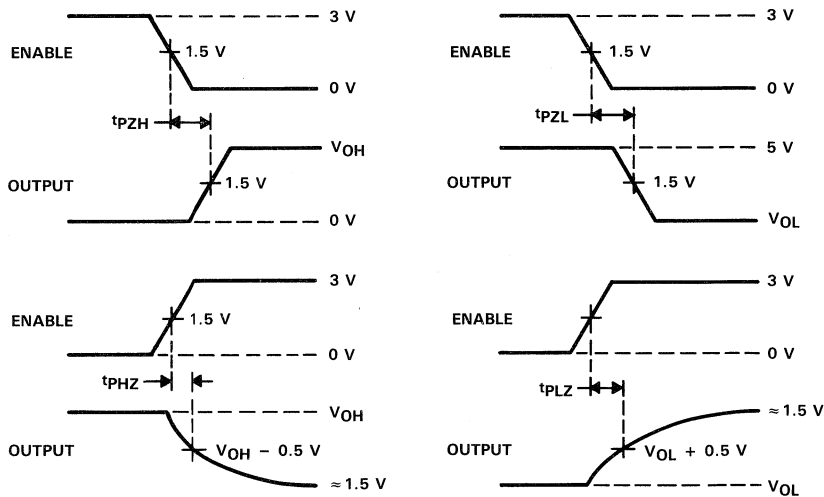 3 V
ENABLE
1.5 V
0 V
tPZH
VOH
OUTPUT
1.5 V
0 V
3 V
ENABLE
1.5 V
0 V
tPZL
5 V
OUTPUT
1.5 V
VOL
3 V
ENABLE
1.5 V
0 V
tPHZ
VOH
OUTPUT
VOH − 0.5 V
≈1.5 V
3 V
ENABLE
0 V
tPLZ
≈1.5 V
OUTPUT
VOL + 0.5 V
VOL